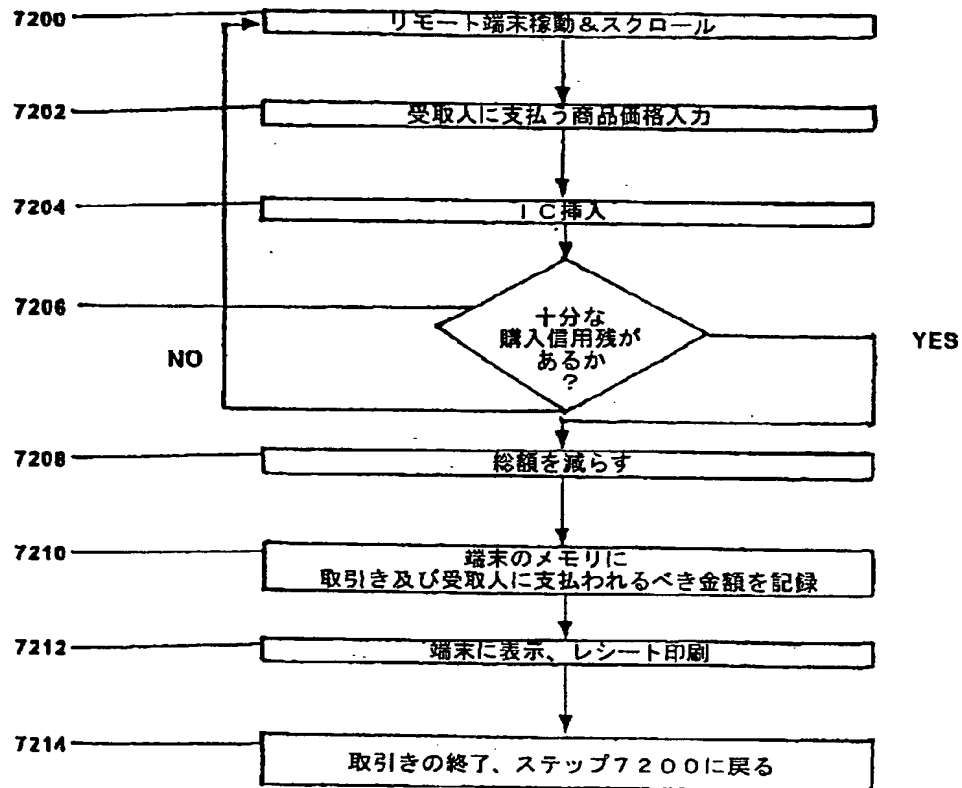 7200
リモート端末稼動&スクロール
7202
受取人に支払う商品価格入力
7204
IC挿入
7206
十分な
購入信用残が
あるか
?
NO
YES
7208
総額を減らす
7210
端末のメモリに
取引き及び受取人に支払われるべき金額を記録
7212
端末に表示、レシート印刷
7214
取引きの終了、ステップ7200に戻る